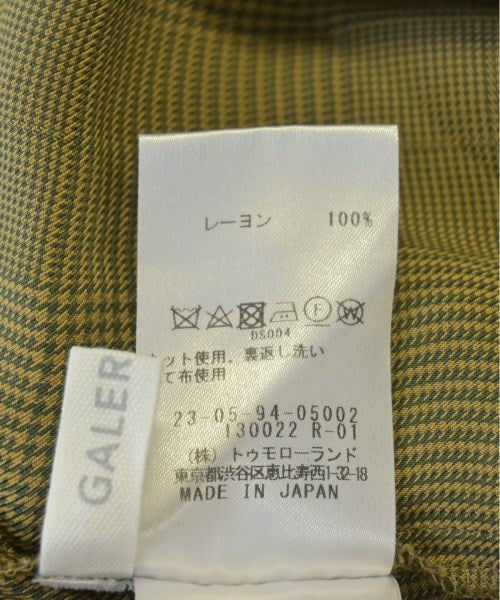 レーヨン 100%
DS004
ット使用、裏返し洗い
て布使用
23-05-94-05002
130022 R-01
(株) トゥモローランド
東京都渋谷区恵比寿西1-32-18
MADE IN JAPAN
GALER